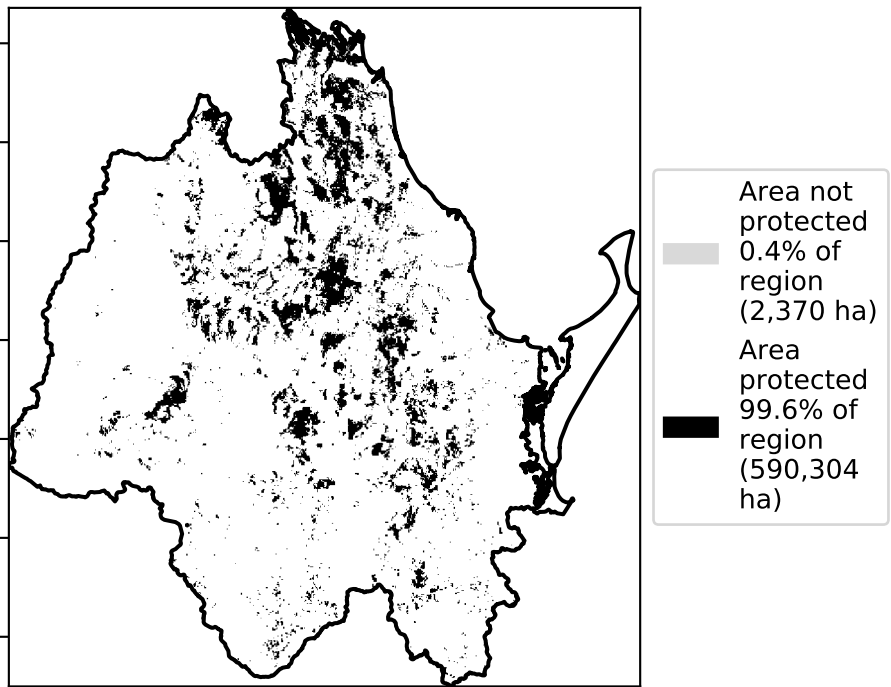 Area not
protected
0.4% of
region
(2,370 ha)
Area
protected
99.6% of
region
(590,304
ha)